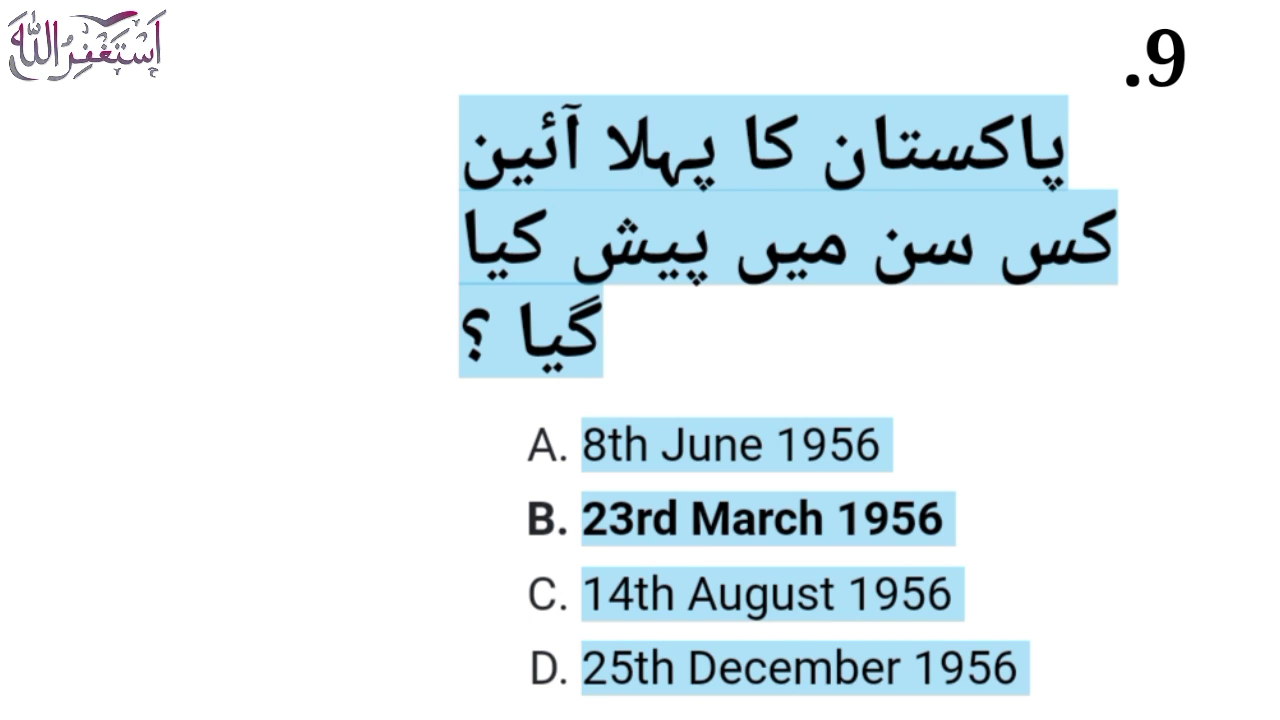 اَسْتَغْفِرُاللّٰه
.9
پاکستان کا پہلا آئین
کس سن میں پیش کیا
گیا ؟
A. 8th June 1956
B. 23rd March 1956
C. 14th August 1956
D. 25th December 1956